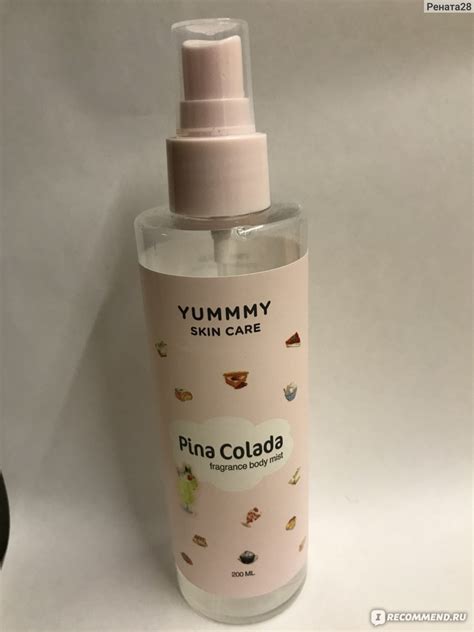 Рената28
YUMMMY
SKIN CARE
Pina Colada
fragrance body mist
200 ML
I RECOMMEND.RU